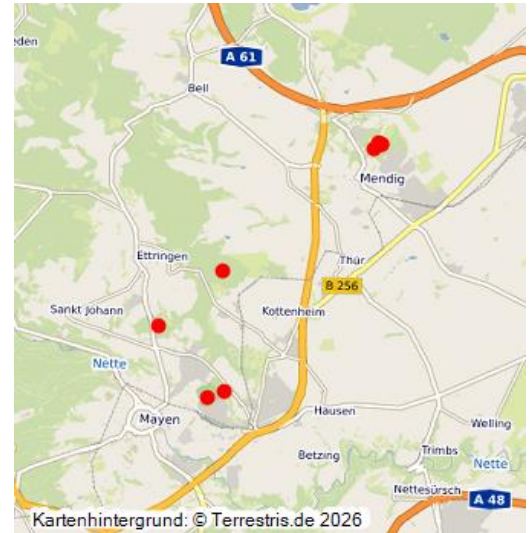 eden
A 61
Bell
Mendig
Ettringen
Thür
B 256
Sankt Johann
Kottenheim
Nette
Mayen
Hausen
Welling
Betzing
Trimbs
Nette
Nettesürsch
A 48
Kartenhintergrund: © Terrestris.de 2026